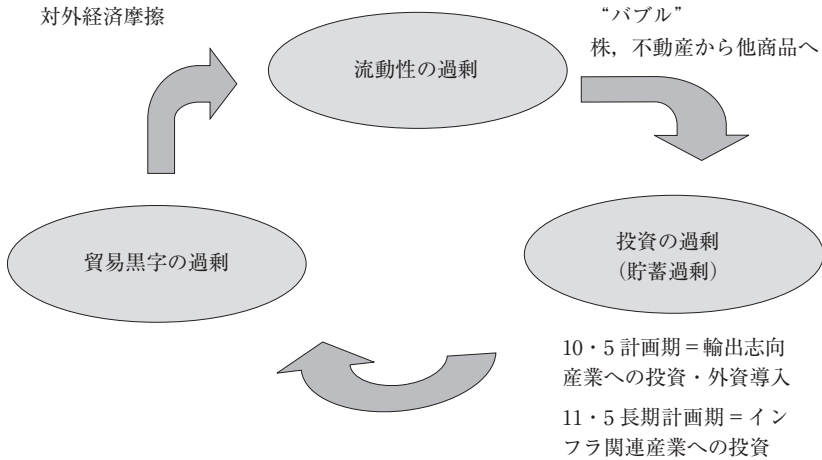 対外経済摩擦
“バブル”
株，不動産から他商品へ
流動性の過剰
貿易黒字の過剰
投資の過剰
（貯蓄過剰）
10・5 計画期＝輸出志向
産業への投資・外資導入
11・5 長期計画期＝イン
フラ関連産業への投資